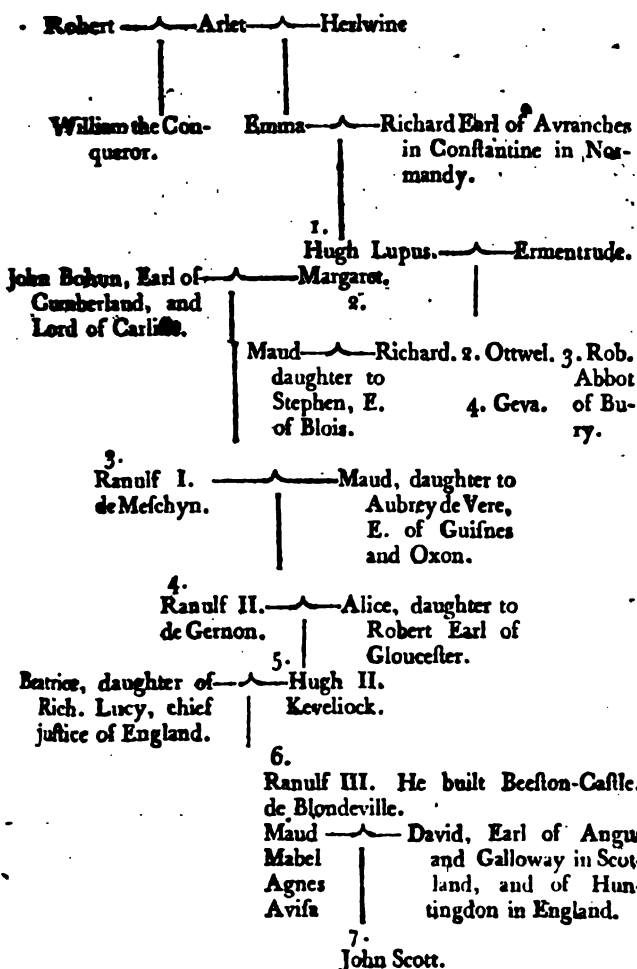 Robert Arlet Herlwine
William the Con- Emma Richard Earl of Avranches
queror. in Conſtantine in Nor-
mandy.
1.
Hugh Lupus. Ermentrude.
John Bohun, Earl of Margaret.
Cumberland, and 2.
Lord of Carliſle.
Maud Richard. 2. Ottwel. 3. Rob.
daughter to Abbot
Stephen, E. 4. Geva. of Bu-
of Blois. ry.
3.
Ranulf I. Maud, daughter to
de Meſchyn. Aubrey de Vere,
E. of Guiſnes
and Oxon.
4.
Ranulf II. Alice, daughter to
de Gernon. Robert Earl of
Glouceſter.
5.
Beatrice, daughter of Hugh II.
Rich. Lucy, chief Keveliock.
juſtice of England.
6.
Ranulf III. He built Beeſton-Caſtle.
de Blondeville.
Maud David, Earl of Angu
Mabel and Galloway in Scot-
Agnes land, and of Hun-
Aviſa tingdon in England.
7.
John Scott.